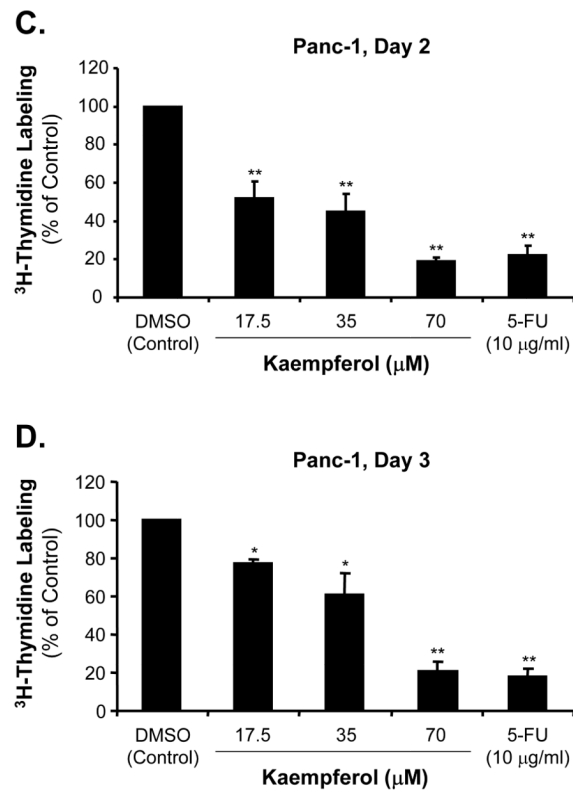 C.
Panc-1, Day 2
³H-Thymidine Labeling
(% of Control)
120
100
80
60
40
20
0
**
**
**
**
DMSO
(Control)
17.5
35
70
5-FU
(10 μg/ml)
Kaempferol (μM)
D.
Panc-1, Day 3
³H-Thymidine Labeling
(% of Control)
120
100
80
60
40
20
0
*
*
**
**
DMSO
(Control)
17.5
35
70
5-FU
(10 μg/ml)
Kaempferol (μM)